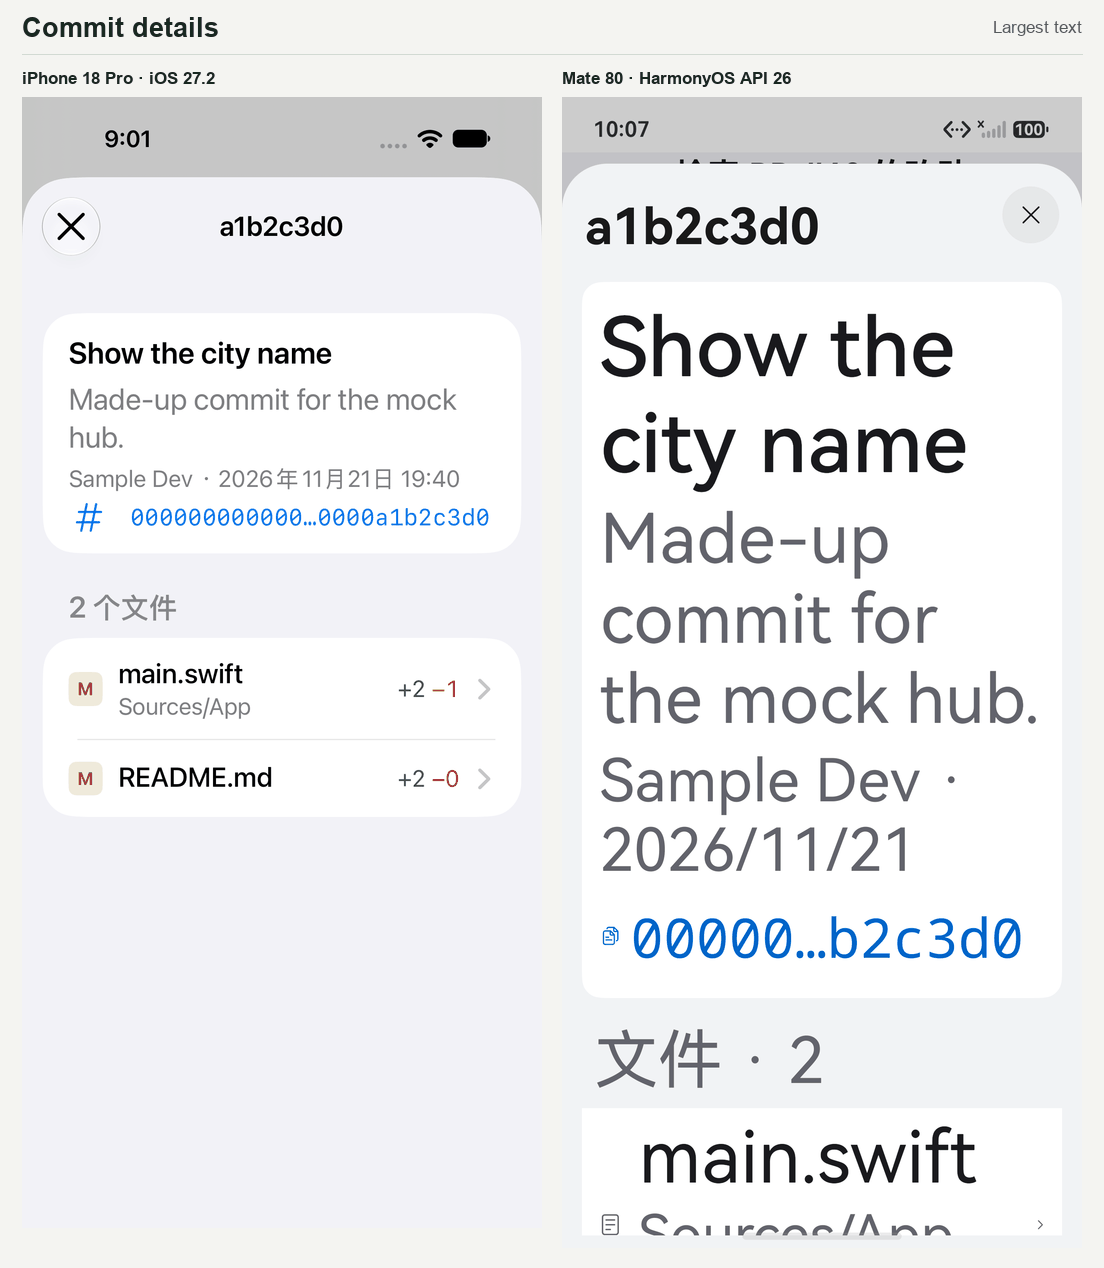 Commit details
Largest text
iPhone 18 Pro · iOS 27.2
9:01
a1b2c3d0
Show the city name
Made-up commit for the mock
hub.
Sample Dev · 2026年11月21日 19:40
# 000000000000…0000a1b2c3d0
2 个文件
M main.swift +2 −1
Sources/App
M README.md +2 −0
Mate 80 · HarmonyOS API 26
10:07
100
a1b2c3d0
Show the
city name
Made-up
commit for
the mock hub.
Sample Dev ·
2026/11/21
00000…b2c3d0
文件 · 2
main.swift
Sources/App